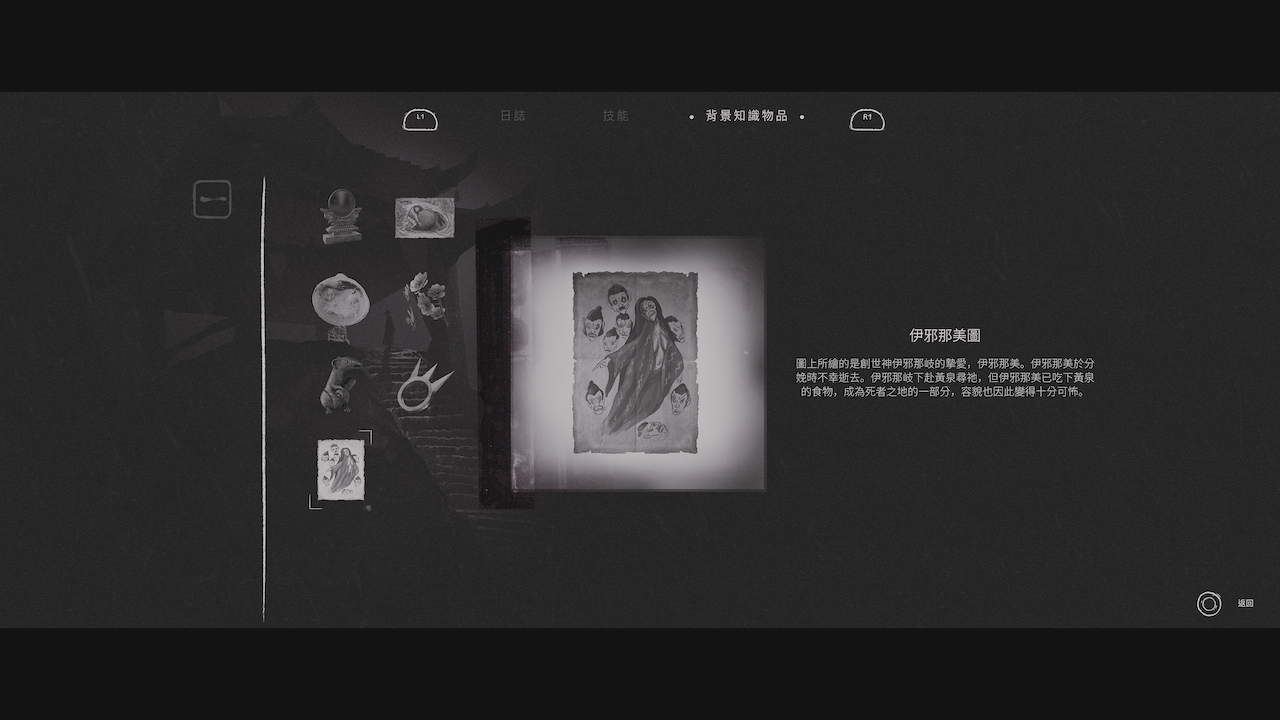 L1
日誌
技能
背景知識物品
R1
伊邪那美圖
圖上所繪的是創世神伊邪那岐的摯愛，伊邪那美。伊邪那美於分
娩時不幸逝去。伊邪那岐下赴黃泉尋祂，但伊邪那美已吃下黃泉
的食物，成為死者之地的一部分，容貌也因此變得十分可怖。
返回